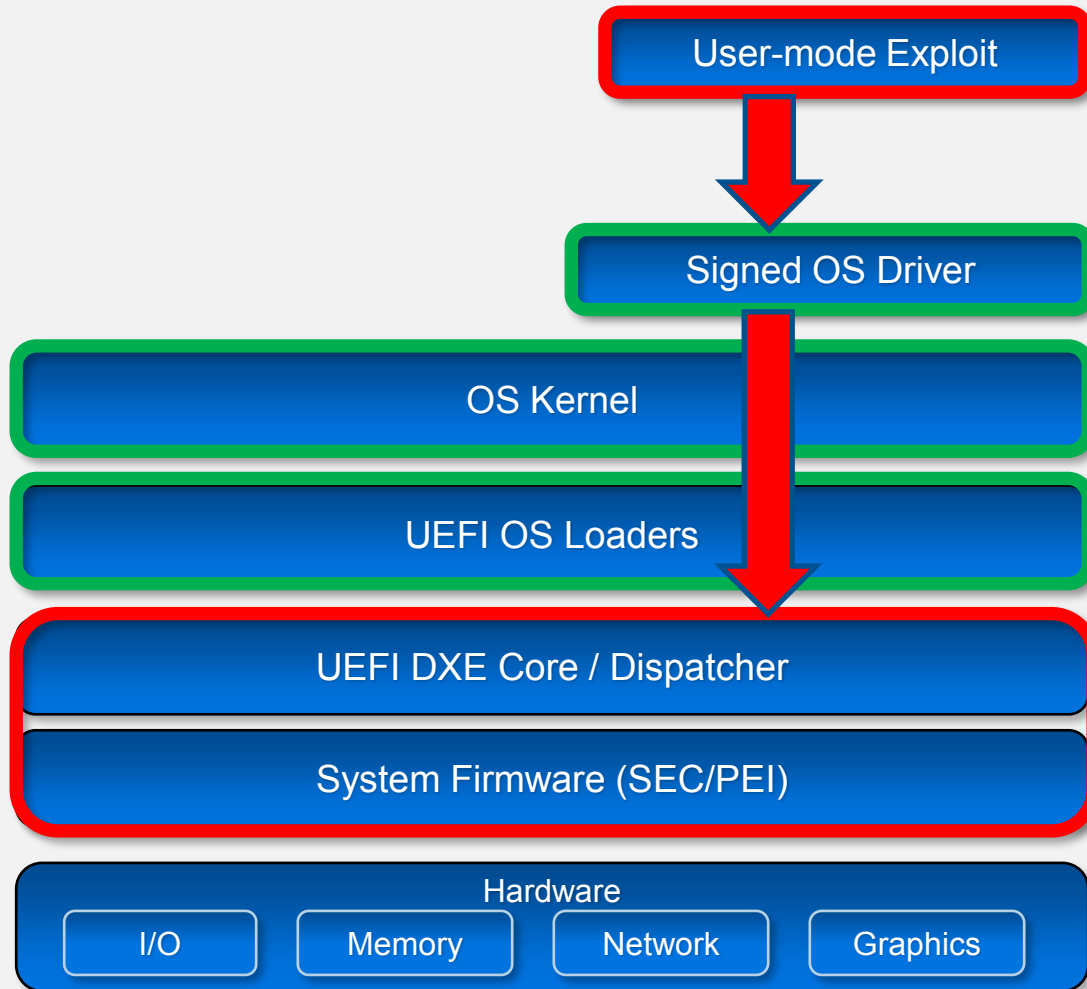 User-mode Exploit
Signed OS Driver
OS Kernel
UEFI OS Loaders
UEFI DXE Core / Dispatcher
System Firmware (SEC/PEI)
Hardware
I/O
Memory
Network
Graphics